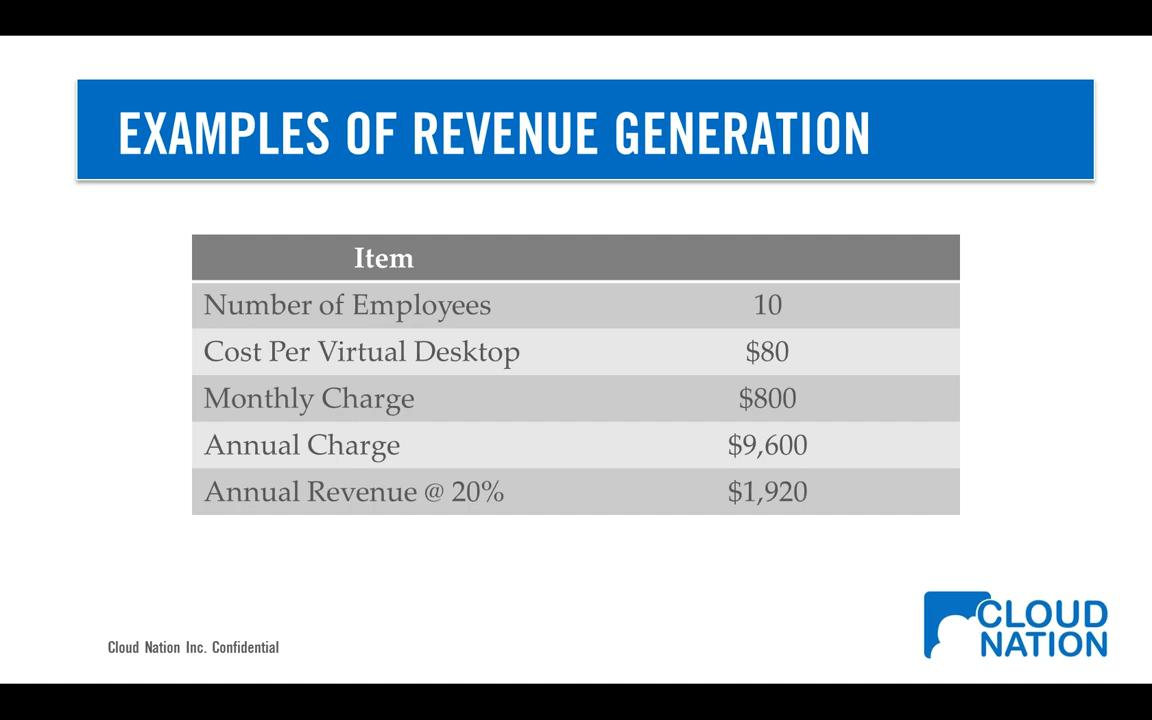 EXAMPLES OF REVENUE GENERATION
Item
Number of Employees 10
Cost Per Virtual Desktop $80
Monthly Charge $800
Annual Charge $9,600
Annual Revenue @ 20% $1,920
Cloud Nation Inc. Confidential
CLOUD
NATION